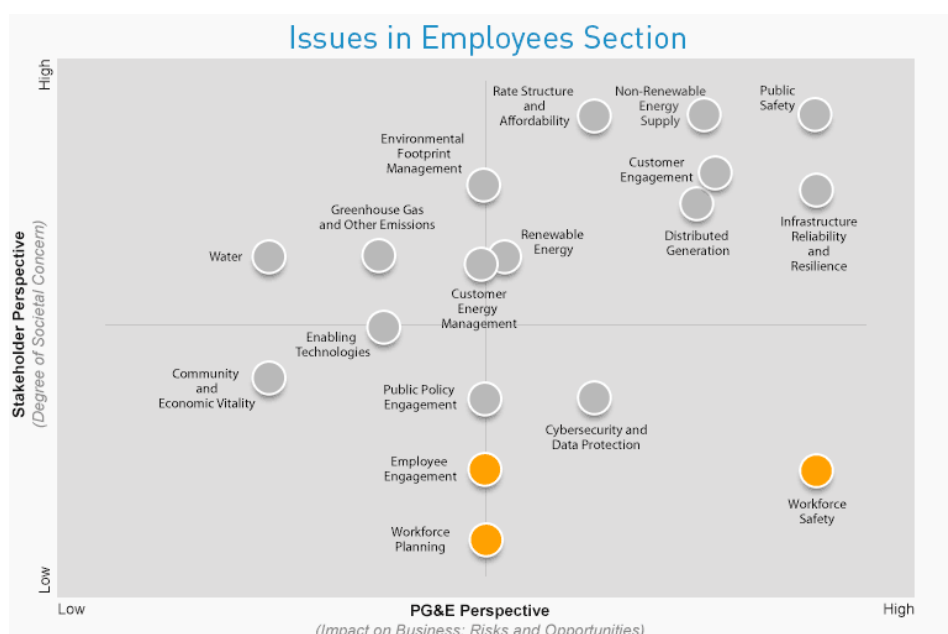 Issues in Employees Section
High
Rate Structure
and
Affordability
Non-Renewable
Energy
Supply
Public
Safety
Environmental
Footprint
Management
Customer
Engagement
Greenhouse Gas
and Other Emissions
Renewable
Energy
Distributed
Generation
Infrastructure
Reliability
and
Resilience
Water
Customer
Energy
Management
Stakeholder Perspective
(Degree of Societal Concern)
Enabling
Technologies
Community
and
Economic Vitality
Public Policy
Engagement
Cybersecurity and
Data Protection
Employee
Engagement
Workforce
Safety
Workforce
Planning
Low
Low
PG&E Perspective
High
(Impact on Business: Risks and Opportunities)